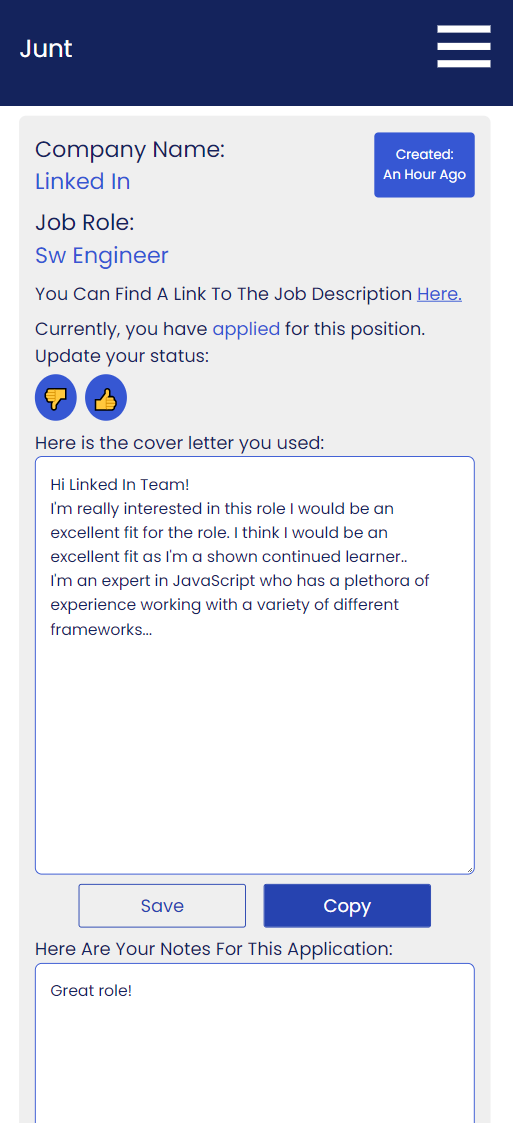 Junt
Company Name:
Linked In
Created:
An Hour Ago
Job Role:
Sw Engineer
You Can Find A Link To The Job Description Here.
Currently, you have applied for this position.
Update your status:
Here is the cover letter you used:
Hi Linked In Team!
I'm really interested in this role I would be an
excellent fit for the role. I think I would be an
excellent fit as I'm a shown continued learner..
I'm an expert in JavaScript who has a plethora of
experience working with a variety of different
frameworks...
Save
Copy
Here Are Your Notes For This Application:
Great role!